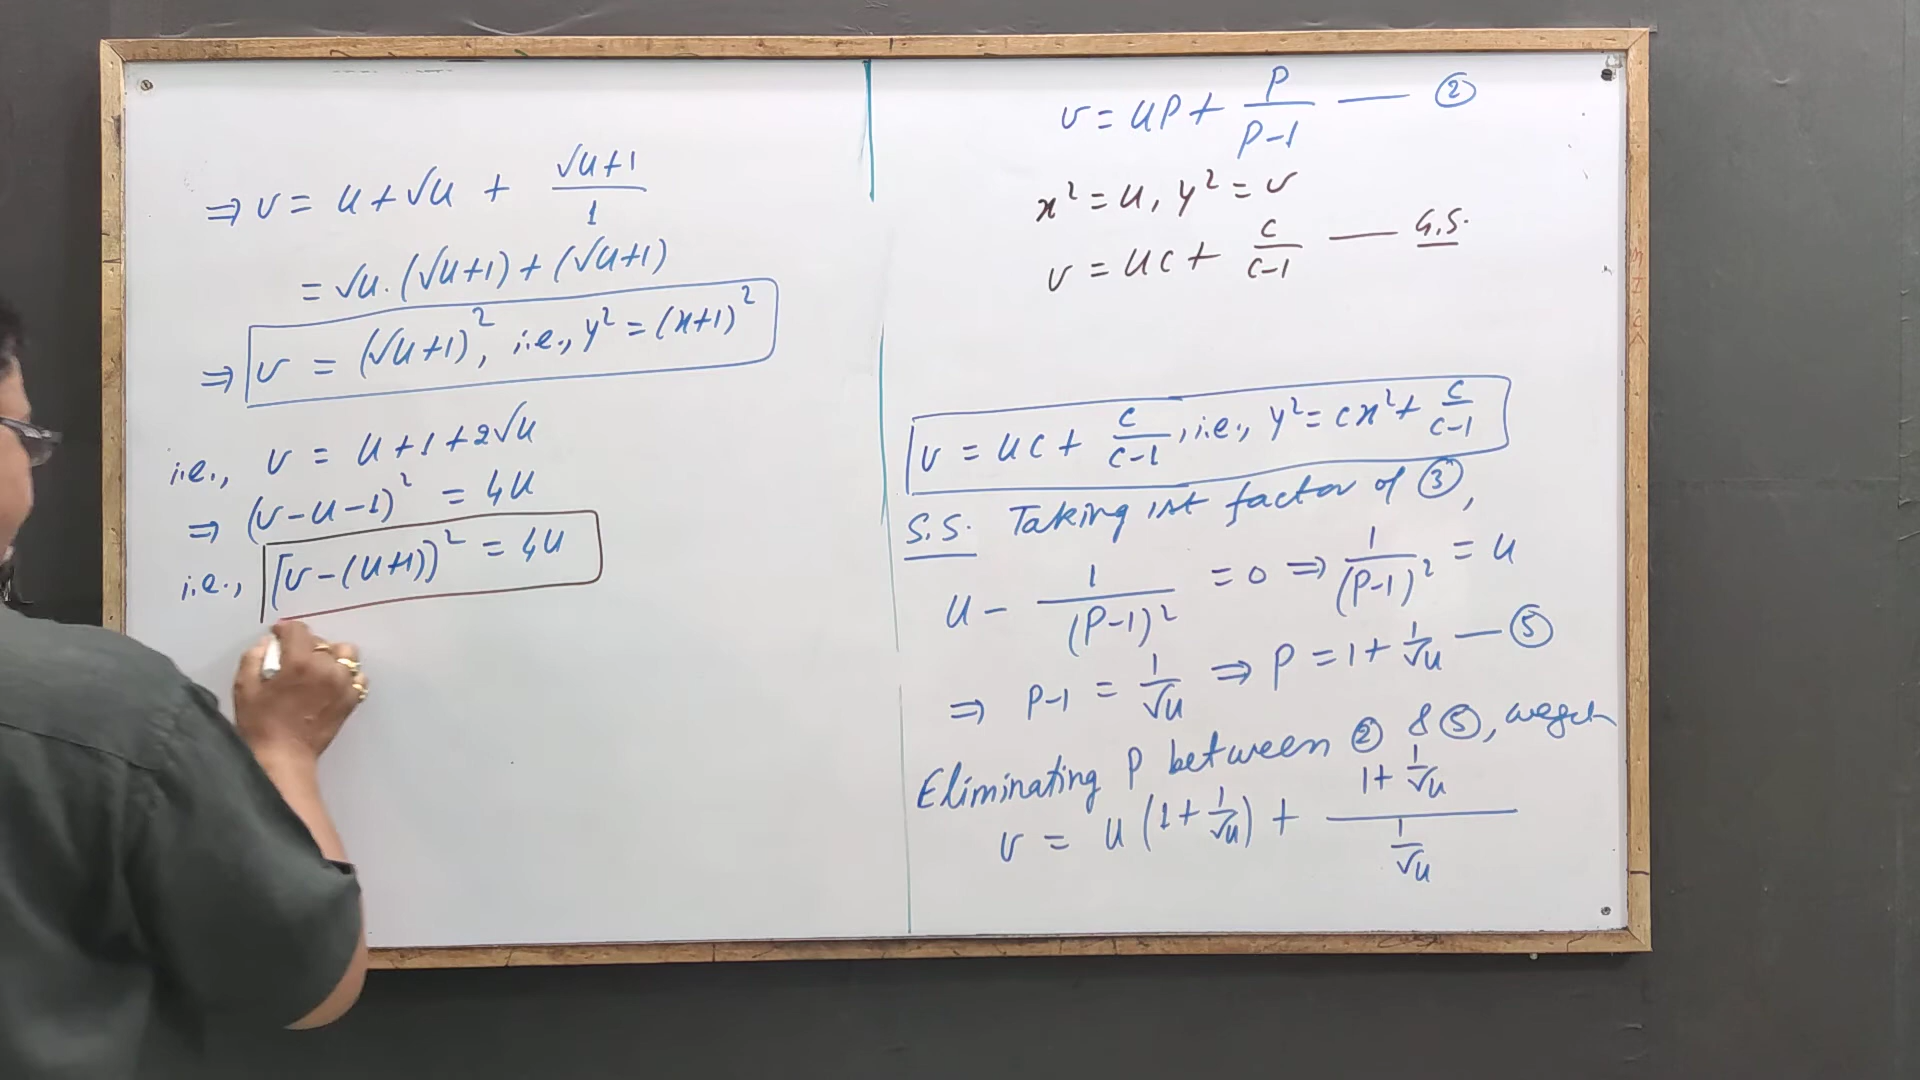 v = up + p/(p-1) — ②
x² = u, y² = v
v = uc + c/(c-1) — G.S.
v = uc + c/(c-1), i.e., y² = cx² + c/(c-1)
S.S. Taking 1st factor of ③,
u - 1/(p-1)² = 0 ⇒ 1/(p-1)² = u
⇒ p-1 = 1/√u ⇒ p = 1 + 1/√u — ⑤
Eliminating p between ② & ⑤, we get
v = u(1 + 1/√u) + (1 + 1/√u)/(1/√u)
⇒ v = u + √u + (√u+1)/1
= √u.(√u+1) + (√u+1)
⇒ v = (√u+1)², i.e., y² = (x+1)²
i.e., v = u+1+2√u
⇒ (v-u-1)² = 4u
i.e., [v-(u+1)]² = 4u